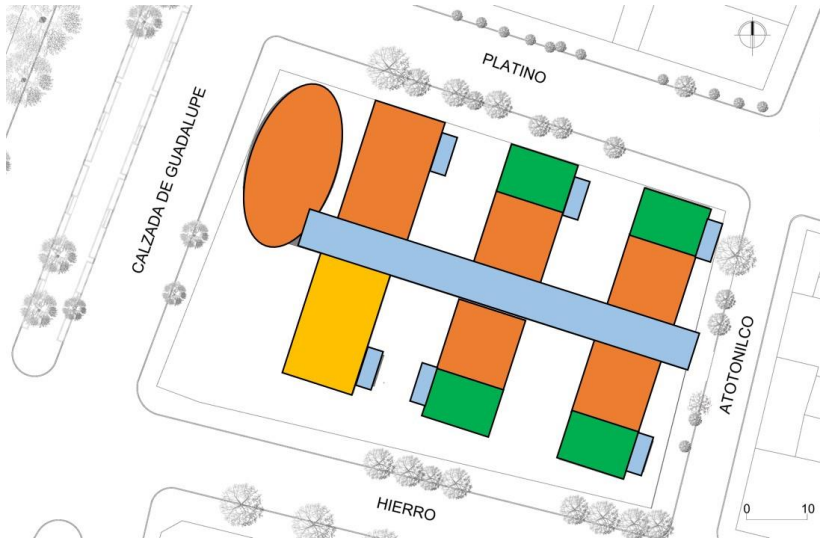 PLATINO
CALZADA DE GUADALUPE
ATOTONILCO
HIERRO
0 10